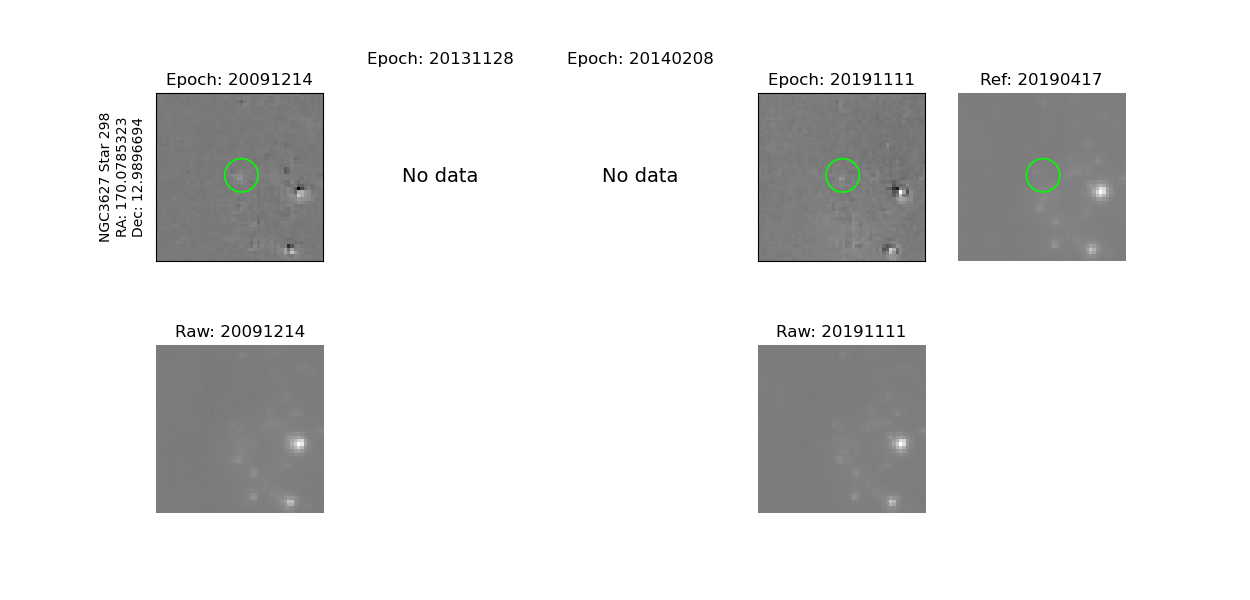 NGC3627 Star 298
RA: 170.0785323
Dec: 12.9896694
Epoch: 20091214
Epoch: 20131128
No data
Epoch: 20140208
No data
Epoch: 20191111
Ref: 20190417
Raw: 20091214
Raw: 20191111